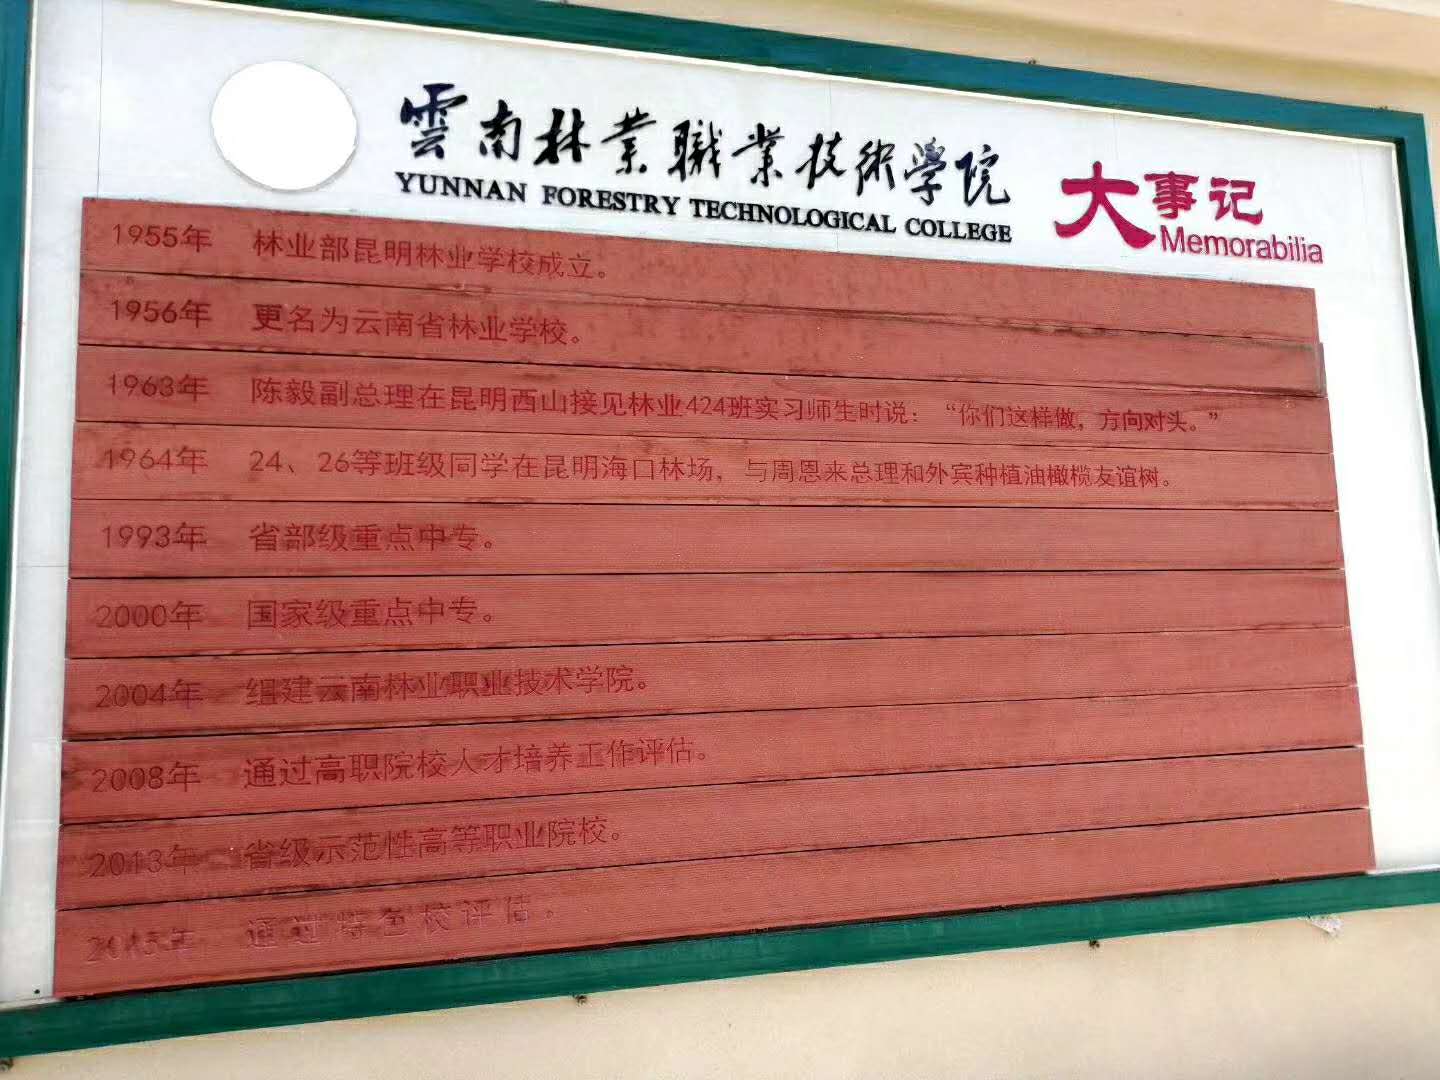 雲南林業職業技術學院
YUNNAN FORESTRY TECHNOLOGICAL COLLEGE
大事记
Memorabilia
1955年 林业部昆明林业学校成立。
1956年 更名为云南省林业学校。
1963年 陈毅副总理在昆明西山接见林业424班实习师生时说：“你们这样做，方向对头。”
1964年 24、26等班级同学在昆明海口林场，与周恩来总理和外宾种植油橄榄友谊树。
1993年 省部级重点中专。
2000年 国家级重点中专。
2004年 组建云南林业职业技术学院。
2008年 通过高职院校人才培养工作评估。
2013年 省级示范性高等职业院校。
通过特色校评估。